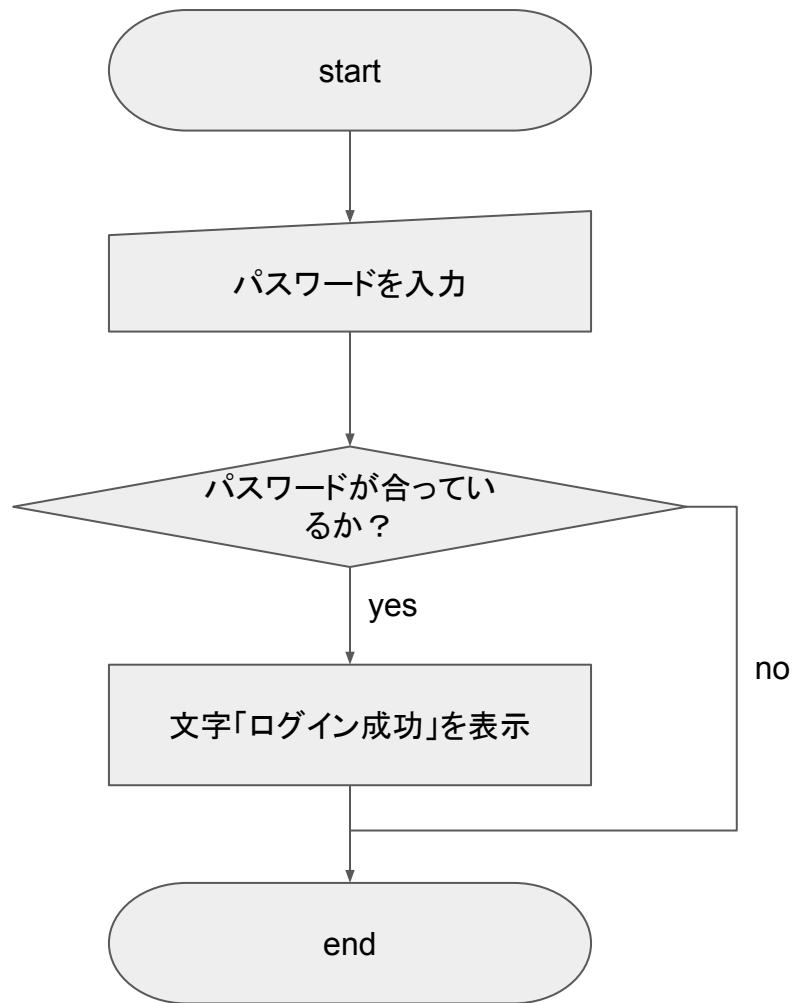 start
パスワードを入力
パスワードが合ってい
るか？
yes
no
文字「ログイン成功」を表示
end